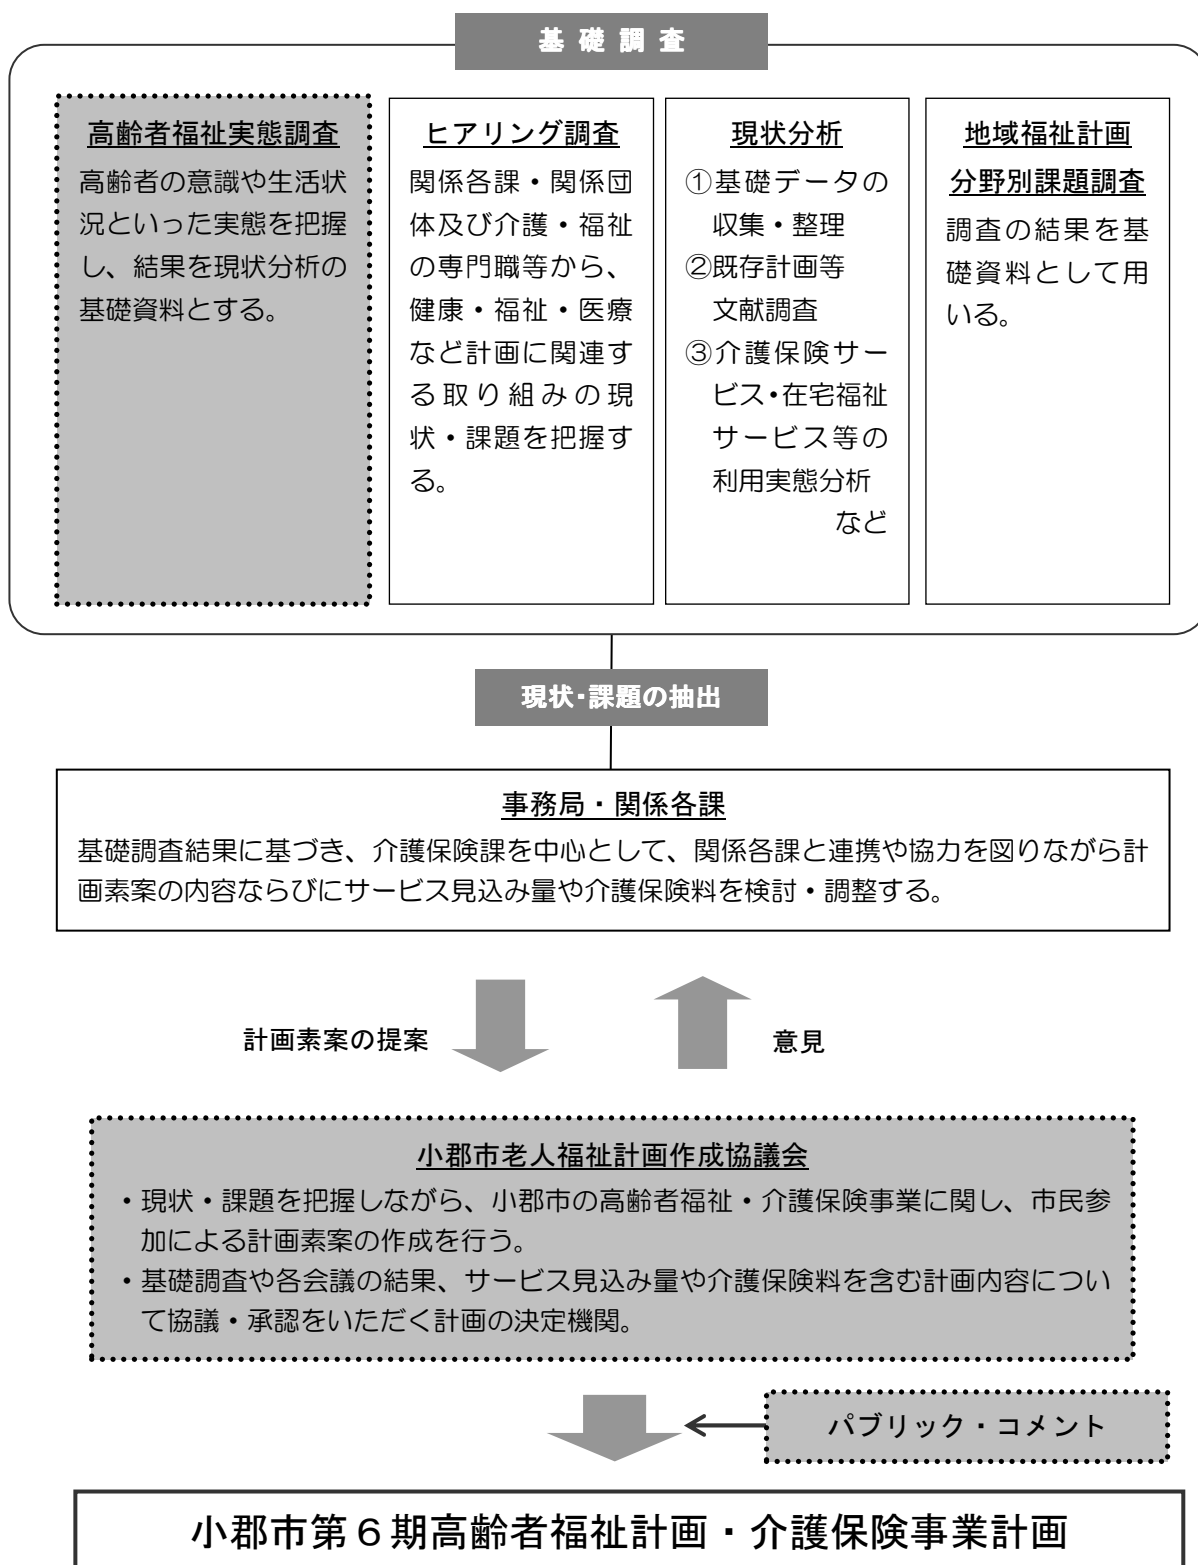 基礎調査
高齢者福祉実態調査
高齢者の意識や生活状
況といった実態を把握
し、結果を現状分析の
基礎資料とする。
ヒアリング調査
関係各課・関係団
体及び介護・福祉
の専門職等から、
健康・福祉・医療
など計画に関連す
る取り組みの現
状・課題を把握す
る。
現状分析
①基礎データの
収集・整理
②既存計画等
文献調査
③介護保険サー
ビス・在宅福祉
サービス等の
利用実態分析
など
地域福祉計画
分野別課題調査
調査の結果を基
礎資料として用
いる。
現状・課題の抽出
事務局・関係各課
基礎調査結果に基づき、介護保険課を中心として、関係各課と連携や協力を図りながら計
画素案の内容ならびにサービス見込み量や介護保険料を検討・調整する。
計画素案の提案
意見
小郡市老人福祉計画作成協議会
・現状・課題を把握しながら、小郡市の高齢者福祉・介護保険事業に関し、市民参
加による計画素案の作成を行う。
・基礎調査や各会議の結果、サービス見込み量や介護保険料を含む計画内容につい
て協議・承認をいただく計画の決定機関。
パブリック・コメント
小郡市第６期高齢者福祉計画・介護保険事業計画